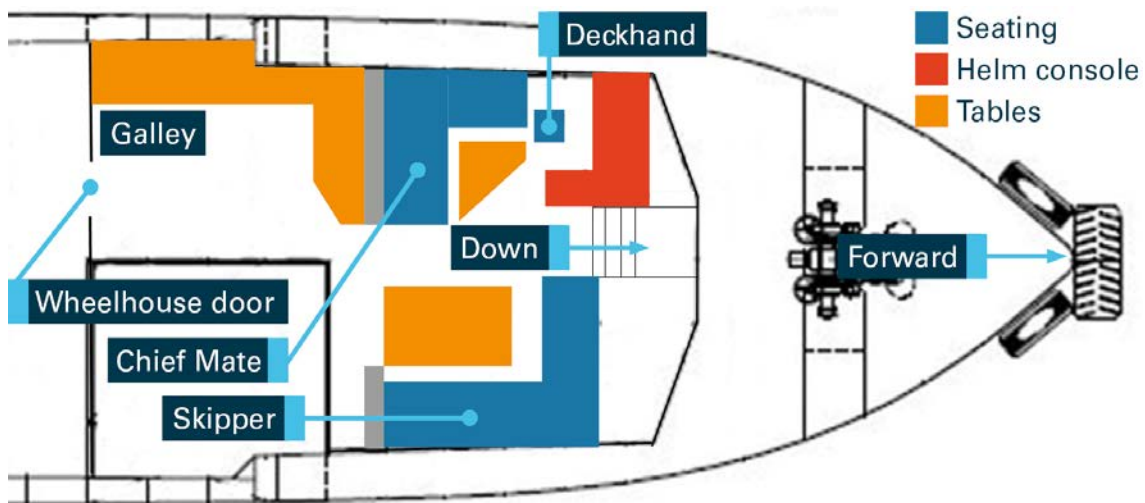 Deckhand
Seating
Helm console
Tables
Galley
Down
Forward
Wheelhouse door
Chief Mate
Skipper